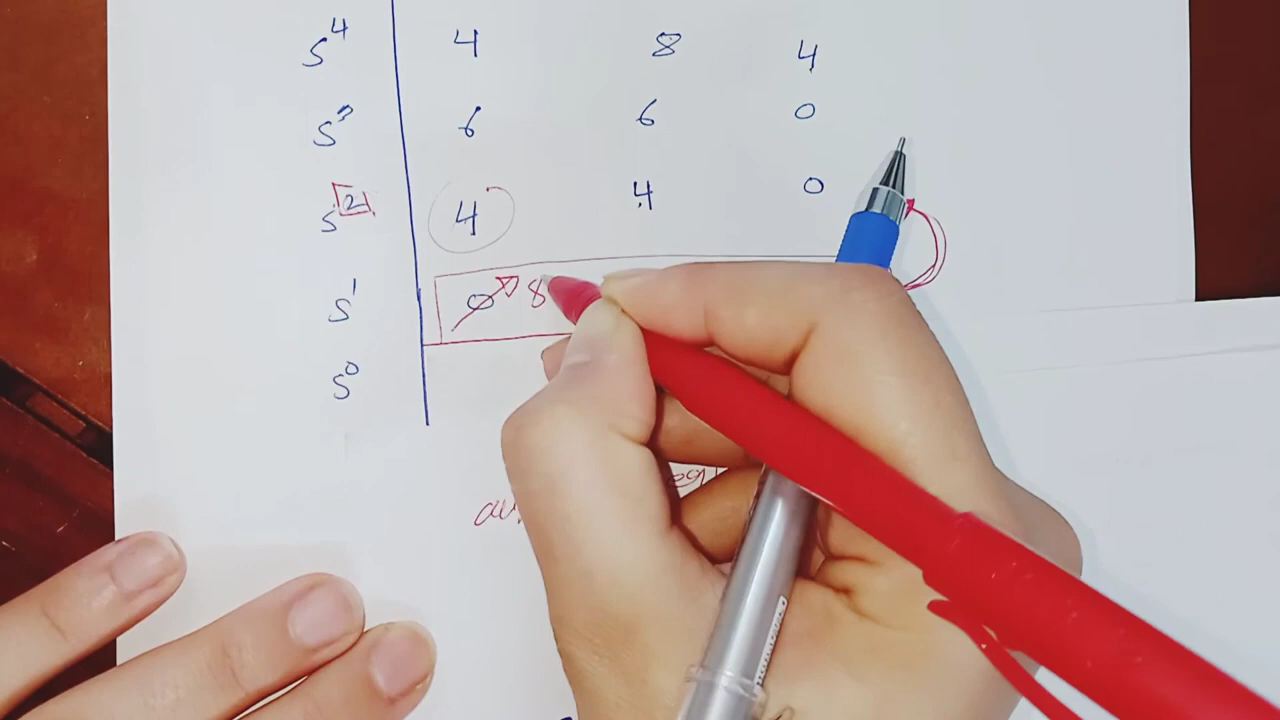 s⁴ 4 8 4
s³ 6 6 0
s² 4 4 0
s¹ 0 8
s⁰